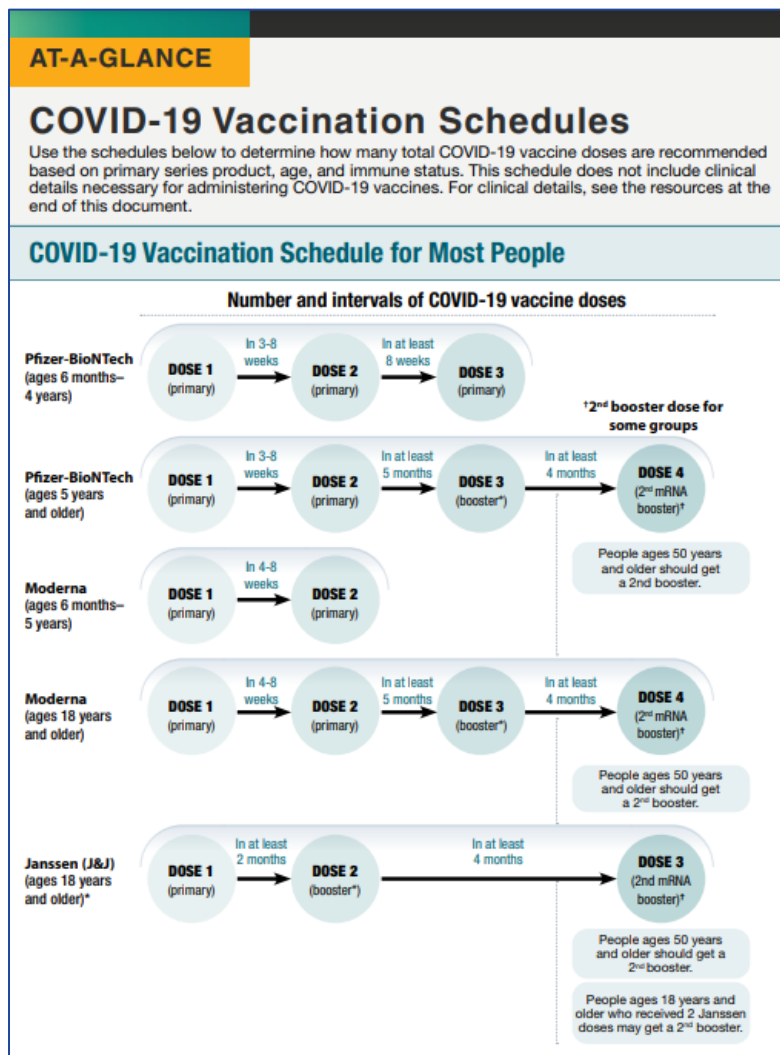 AT-A-GLANCE
COVID-19 Vaccination Schedules
Use the schedules below to determine how many total COVID-19 vaccine doses are recommended
based on primary series product, age, and immune status. This schedule does not include clinical
details necessary for administering COVID-19 vaccines. For clinical details, see the resources at the
end of this document.
COVID-19 Vaccination Schedule for Most People
Number and intervals of COVID-19 vaccine doses
Pfizer-BioNTech
(ages 6 months–
4 years)
DOSE 1
(primary)
In 3-8
weeks
DOSE 2
(primary)
In at least
8 weeks
DOSE 3
(primary)
†2nd booster dose for
some groups
Pfizer-BioNTech
(ages 5 years
and older)
DOSE 1
(primary)
In 3-8
weeks
DOSE 2
(primary)
In at least
5 months
DOSE 3
(booster*)
In at least
4 months
DOSE 4
(2nd mRNA
booster)†
People ages 50 years
and older should get
a 2nd booster.
Moderna
(ages 6 months–
5 years)
DOSE 1
(primary)
In 4-8
weeks
DOSE 2
(primary)
Moderna
(ages 18 years
and older)
DOSE 1
(primary)
In 4-8
weeks
DOSE 2
(primary)
In at least
5 months
DOSE 3
(booster*)
In at least
4 months
DOSE 4
(2nd mRNA
booster)†
People ages 50 years
and older should get
a 2nd booster.
Janssen (J&J)
(ages 18 years
and older)*
DOSE 1
(primary)
In at least
2 months
DOSE 2
(booster*)
In at least
4 months
DOSE 3
(2nd mRNA
booster)†
People ages 50 years
and older should get a
2nd booster.
People ages 18 years and
older who received 2 Janssen
doses may get a 2nd booster.